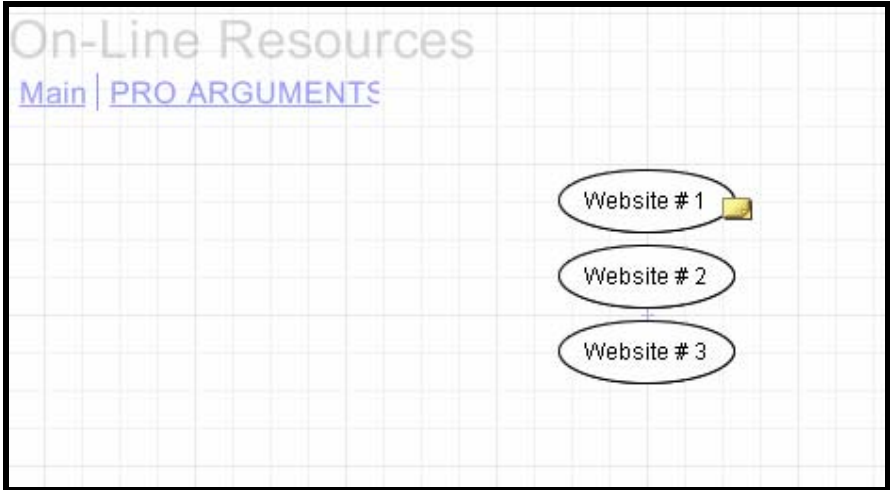 On-Line Resources
Main | PRO ARGUMENTS
Website # 1
Website # 2
Website # 3